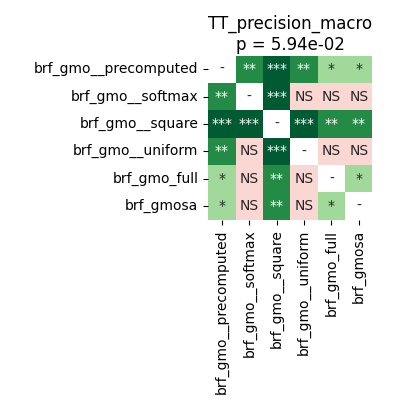 TT_precision_macro
p = 5.94e-02
brf_gmo__precomputed - ** *** ** * *
brf_gmo__softmax ** - *** NS NS NS
brf_gmo__square *** *** - *** ** **
brf_gmo__uniform ** NS *** - NS NS
brf_gmo_full * NS ** NS - *
brf_gmosa * NS ** NS * -
brf_gmo__precomputed
brf_gmo__softmax
brf_gmo__square
brf_gmo__uniform
brf_gmo_full
brf_gmosa